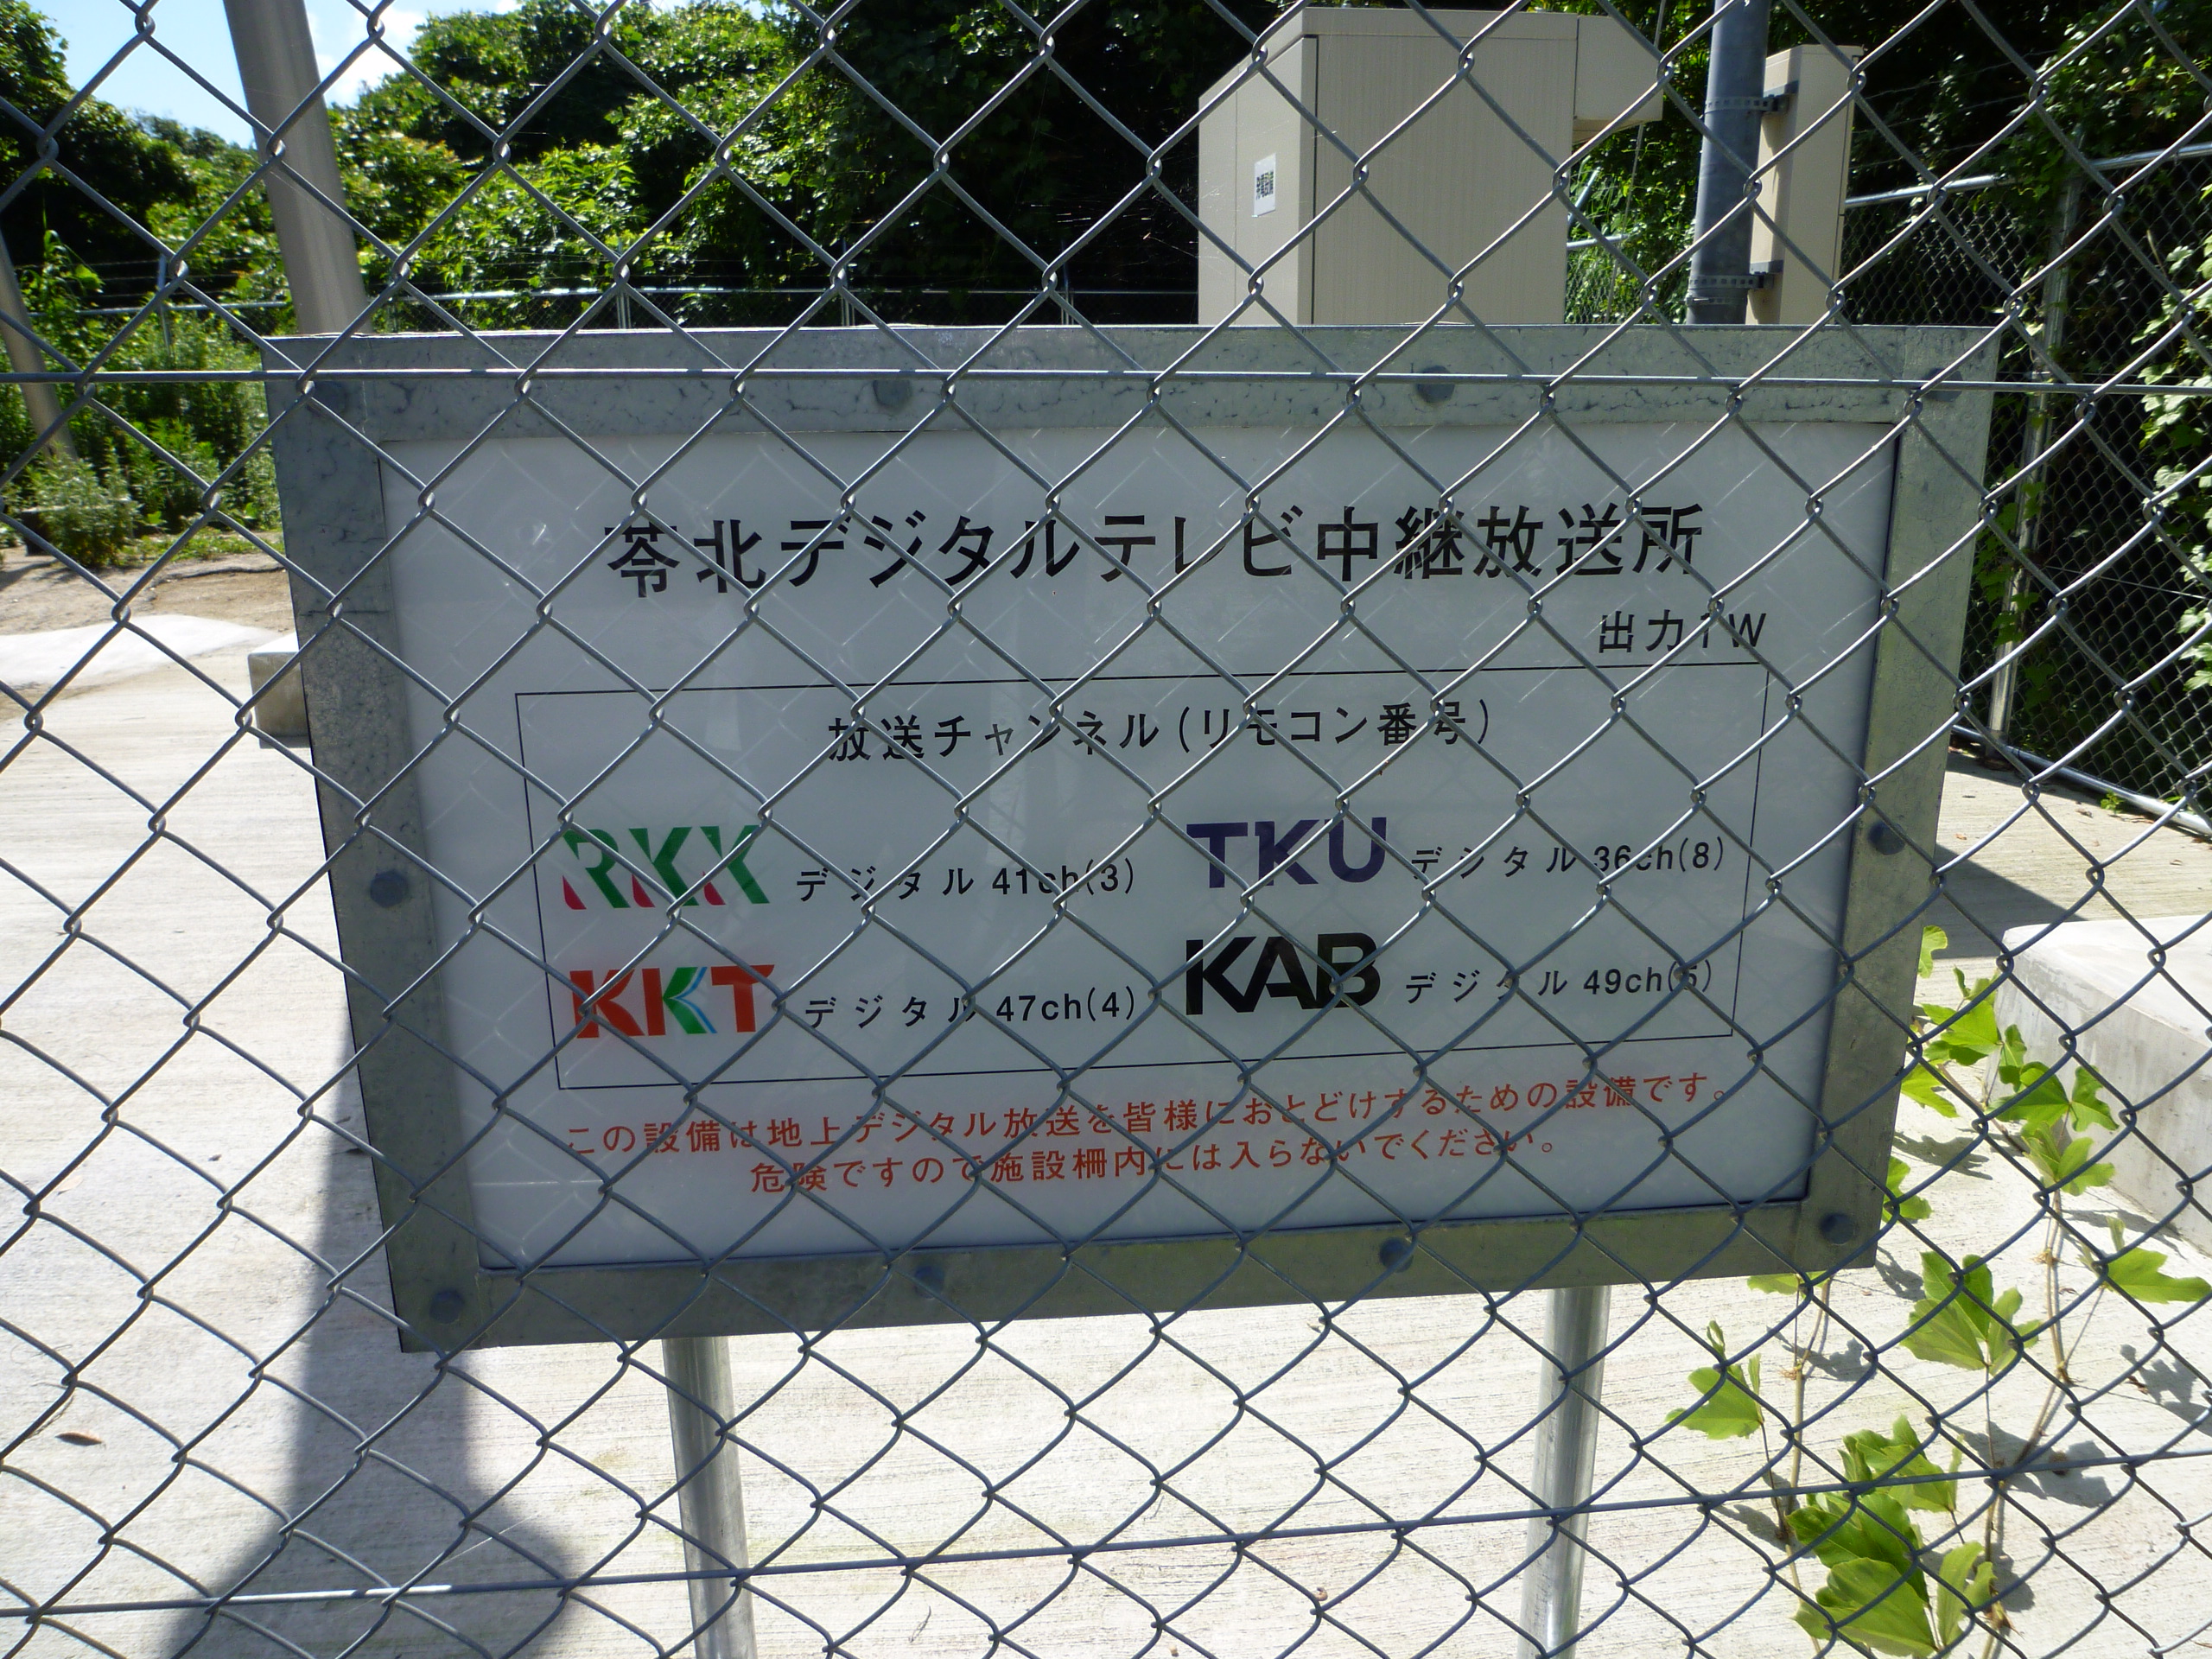 苓北デジタルテレビ中継放送所
出力1W
放送チャンネル(リモコン番号)
RKK デジタル 41ch(3)
TKU デジタル 36ch(8)
KKT デジタル 47ch(4)
KAB デジタル 49ch(5)
この設備は地上デジタル放送を皆様におとどけするための設備です。
危険ですので施設柵内には入らないでください。